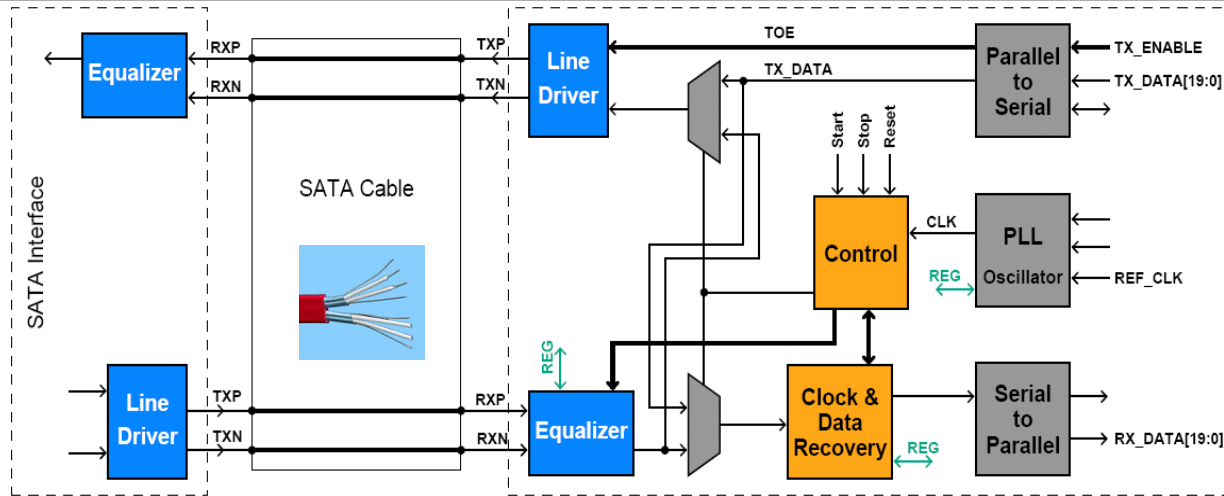 RXP
TXP
Equalizer
RXN
TXN
Line
Driver
TOE
TX_DATA
Parallel
to
Serial
TX_ENABLE
TX_DATA[19:0]
Start
Stop
Reset
SATA Cable
SATA Interface
Control
CLK
PLL
Oscillator
REG
REF_CLK
REG
Line
Driver
TXP
TXN
RXP
RXN
Equalizer
Clock &
Data
Recovery
REG
Serial
to
Parallel
RX_DATA[19:0]